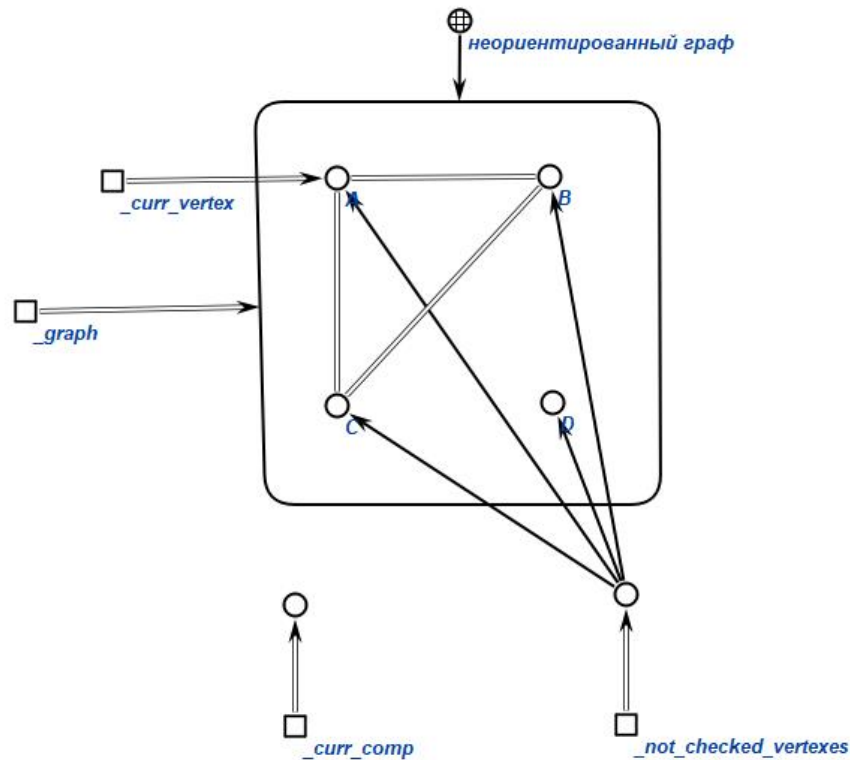 неориентированный граф
_curr_vertex
A
B
_graph
C
D
_curr_comp
_not_checked_vertexes